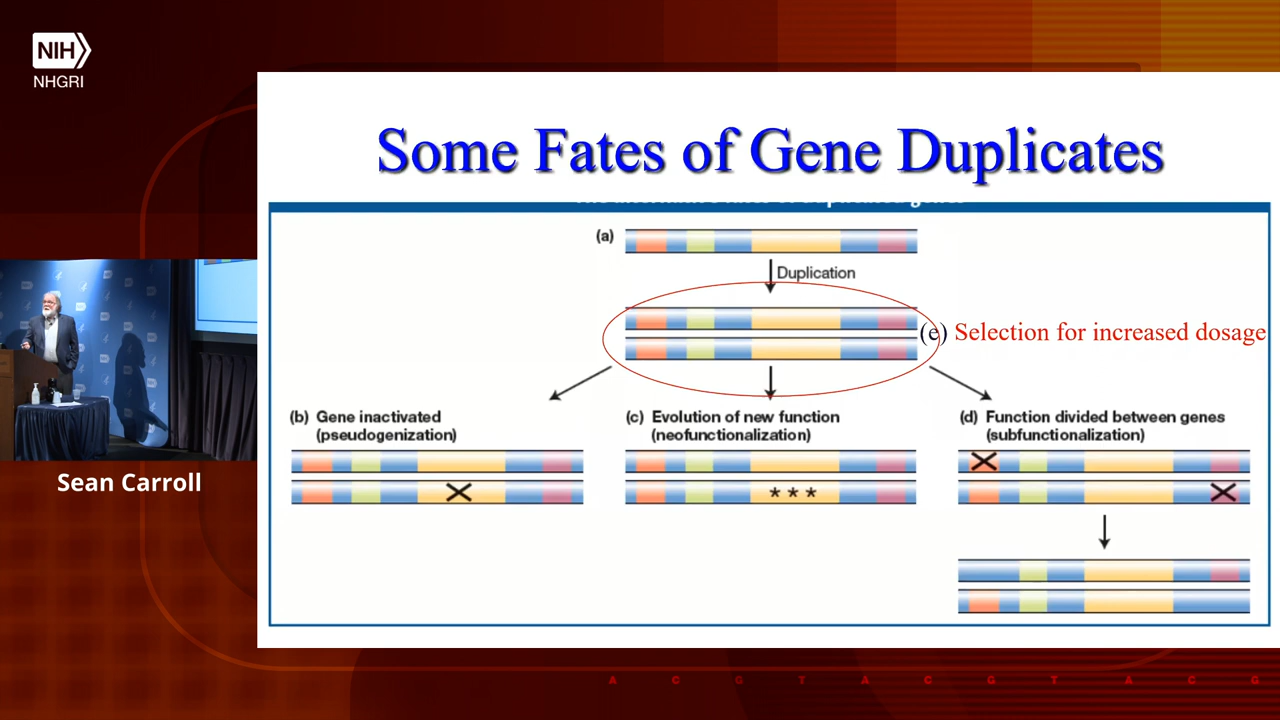 NIH
NHGRI
Some Fates of Gene Duplicates
(a)
Duplication
(e) Selection for increased dosage
(b) Gene inactivated
(pseudogenization)
(c) Evolution of new function
(neofunctionalization)
(d) Function divided between genes
(subfunctionalization)
* * *
Sean Carroll
A C G T A C G T A C G